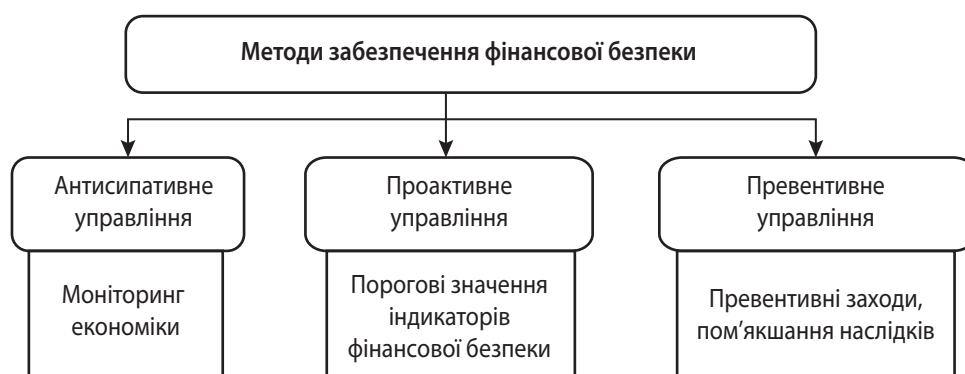 Методи забезпечення фінансової безпеки
Антисипативне
управління
Проактивне
управління
Превентивне
управління
Моніторинг
економіки
Порогові значення
індикаторів
фінансової безпеки
Превентивні заходи,
пом’якшання наслідків